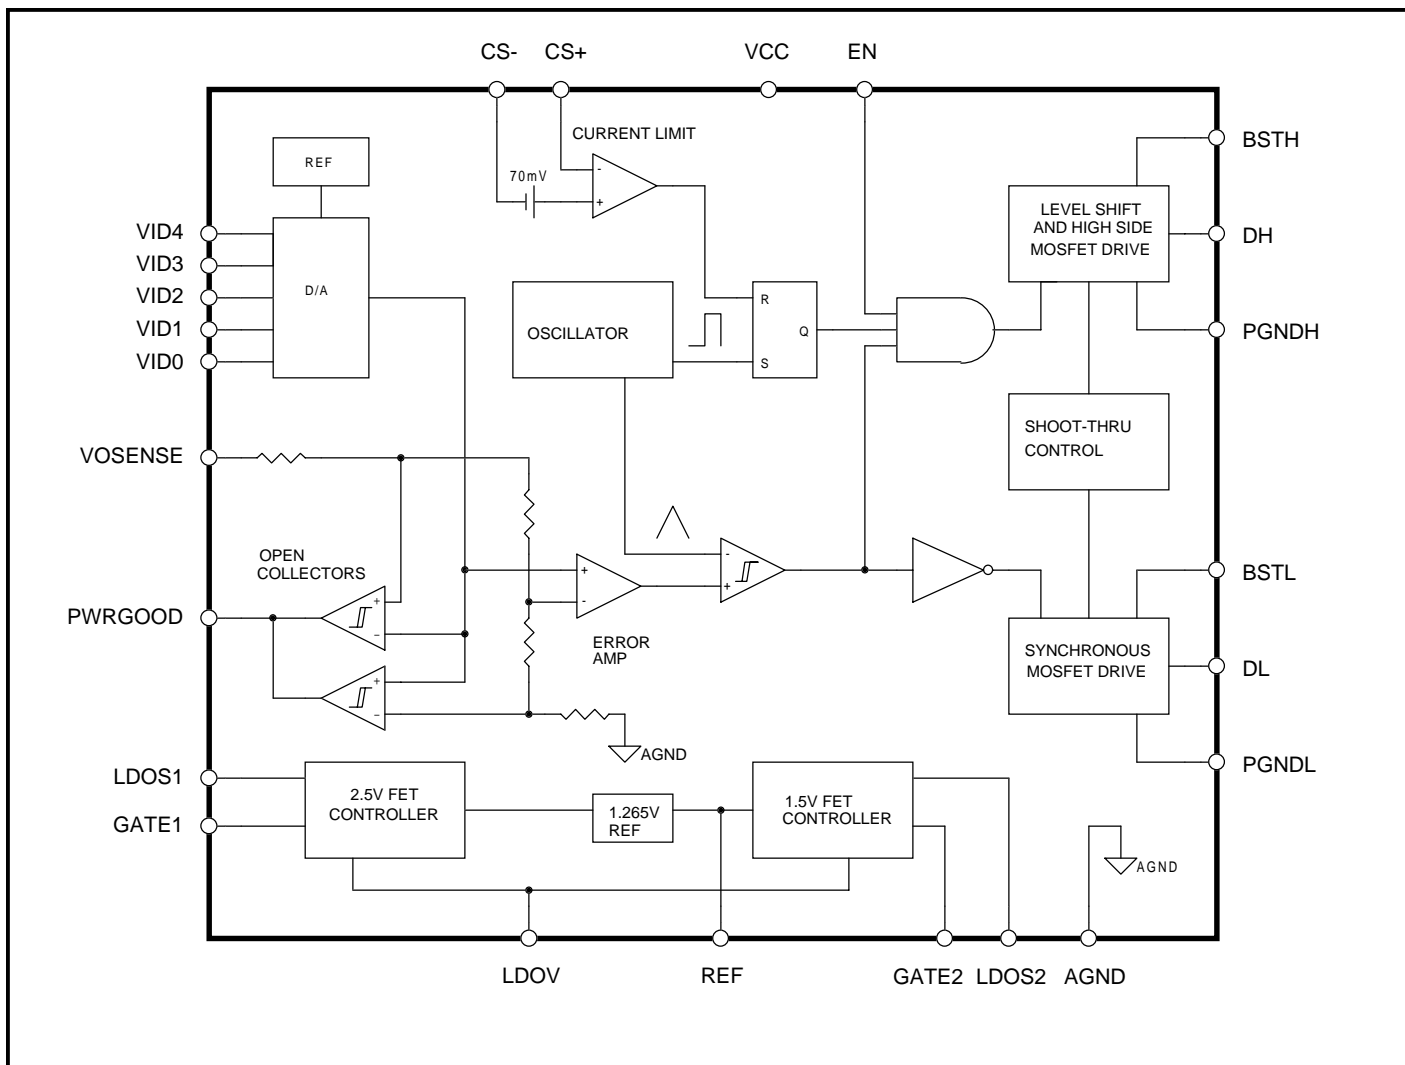 CS- CS+ VCC EN
CURRENT LIMIT
BSTH
REF
70mV
-
+
LEVEL SHIFT
AND HIGH SIDE
MOSFET DRIVE
VID4
DH
VID3
VID2
D/A
R
VID1
OSCILLATOR
Q
PGNDH
VID0
S
SHOOT-THRU
CONTROL
VOSENSE
OPEN
COLLECTORS
-
+
+
-
BSTL
PWRGOOD
+
-
ERROR
AMP
SYNCHRONOUS
MOSFET DRIVE
DL
+
-
AGND
LDOS1
PGNDL
2.5V FET
CONTROLLER
1.265V
REF
1.5V FET
CONTROLLER
GATE1
AGND
LDOV REF GATE2 LDOS2 AGND